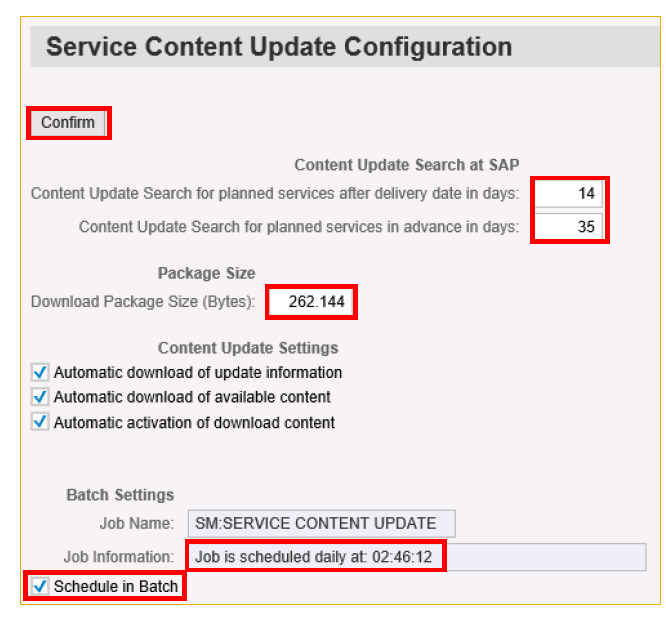 Service Content Update Configuration
Confirm
Content Update Search at SAP
Content Update Search for planned services after delivery date in days: 14
Content Update Search for planned services in advance in days: 35
Package Size
Download Package Size (Bytes): 262.144
Content Update Settings
Automatic download of update information
Automatic download of available content
Automatic activation of download content
Batch Settings
Job Name: SM:SERVICE CONTENT UPDATE
Job Information: Job is scheduled daily at: 02:46:12
Schedule in Batch